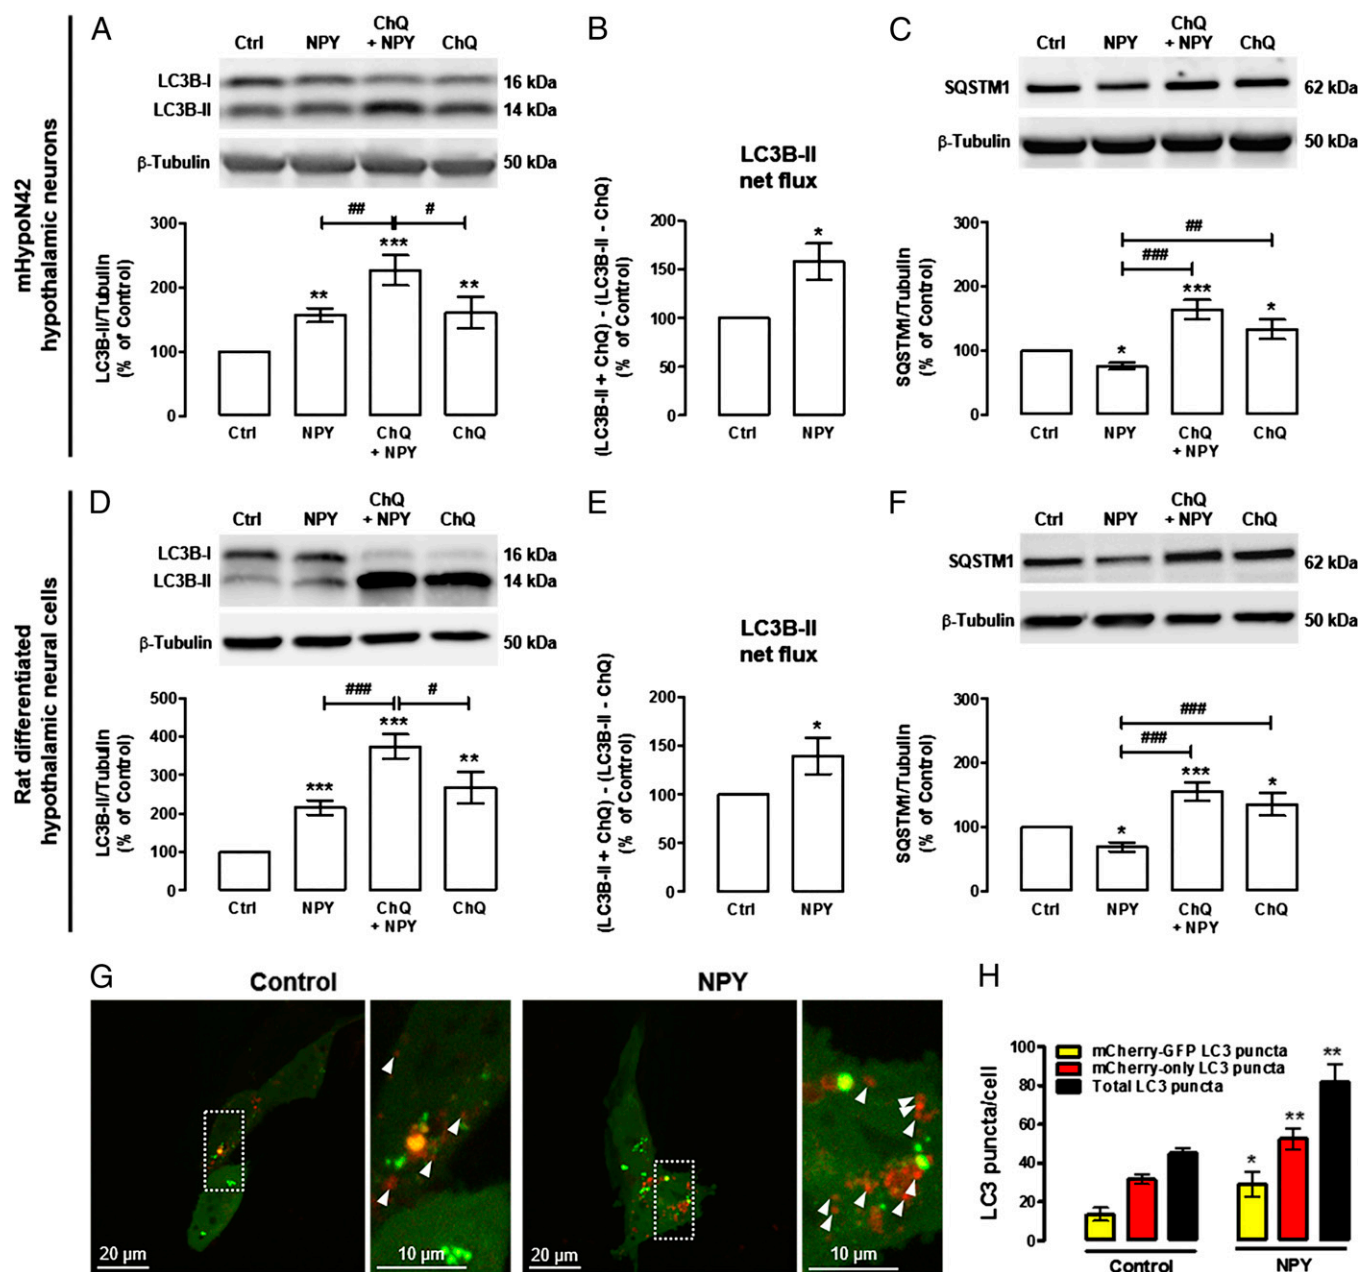 mHypoN42
hypothalamic neurons
A
Ctrl NPY ChQ + NPY ChQ
LC3B-I 16 kDa
LC3B-II 14 kDa
β-Tubulin 50 kDa
LC3B-II/Tubulin
(% of Control)
300
200
100
0
## #
** *** **
Ctrl NPY ChQ + NPY ChQ
B
LC3B-II
net flux
(LC3B-II + ChQ) - (LC3B-II - ChQ)
(% of Control)
200
150
100
50
0
*
Ctrl NPY
C
Ctrl NPY ChQ + NPY ChQ
SQSTM1 62 kDa
β-Tubulin 50 kDa
SQSTM1/Tubulin
(% of Control)
300
200
100
0
##
###
* *** *
Ctrl NPY ChQ + NPY ChQ
Rat differentiated
hypothalamic neural cells
D
Ctrl NPY ChQ + NPY ChQ
LC3B-I 16 kDa
LC3B-II 14 kDa
β-Tubulin 50 kDa
LC3B-II/Tubulin
(% of Control)
500
400
300
200
100
0
### #
*** *** **
Ctrl NPY ChQ + NPY ChQ
E
LC3B-II
net flux
(LC3B-II + ChQ) - (LC3B-II - ChQ)
(% of Control)
200
150
100
50
0
*
Ctrl NPY
F
Ctrl NPY ChQ + NPY ChQ
SQSTM1 62 kDa
β-Tubulin 50 kDa
SQSTM1/Tubulin
(% of Control)
300
200
100
0
###
###
* *** *
Ctrl NPY ChQ + NPY ChQ
G
Control NPY
20 µm 10 µm 20 µm 10 µm
H
LC3 puncta/cell
100
80
60
40
20
0
mCherry-GFP LC3 puncta
mCherry-only LC3 puncta
Total LC3 puncta
* ** **
Control NPY